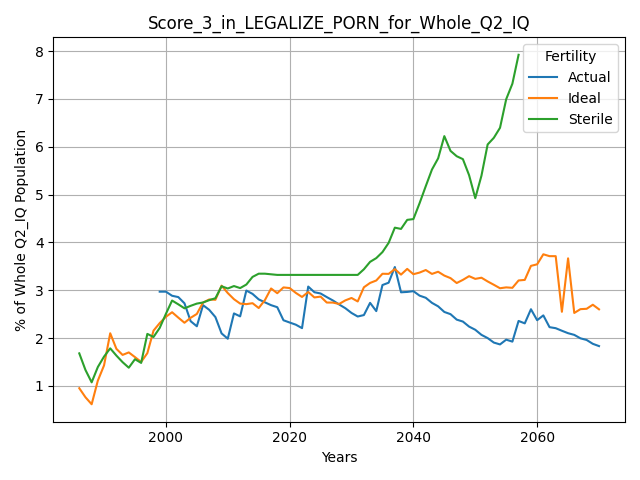 Score_3_in_LEGALIZE_PORN_for_Whole_Q2_IQ
% of Whole Q2_IQ Population
8
7
6
5
4
3
2
1
Fertility
Actual
Ideal
Sterile
2000
2020
2040
2060
Years